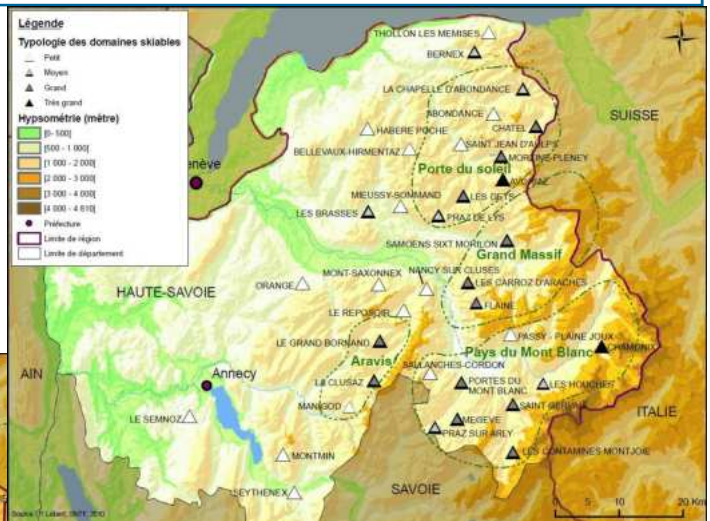 Légende
Typologie des domaines skiables
Petit
Moyen
Grand
Très grand
Hypsométrie (mètre)
[0- 500]
[500 - 1 000]
[1 000 - 2 000]
[2 000 - 3 000]
[3 000 - 4 000]
[4 000 - 4 810]
Préfecture
Limite de région
Limite de département
THOLLON LES MEMISES
BERNEX
LA CHAPELLE D'ABONDANCE
SUISSE
ABONDANCE
CHATEL
HABERE POCHE
SAINT JEAN D'AULPS
BELLEVAUX-HIRMENTAZ
MORZINE-PLENEY
Porte du soleil
nève
AVORIAZ
MIEUSSY-SOMMAND
LES GETS
LES BRASSES
PRAZ DE LYS
SAMOENS SIXT MORILON
Grand Massif
NANCY SUR CLUSES
MONT-SAXONNEX
HAUTE-SAVOIE
ORANGE
LES CARROZ D'ARACHES
LE REPOSOIR
FLAINE
LE GRAND BORNAND
PASSY - PLAINE JOUX
Aravis
Pays du Mont Blanc
CHAMONIX
SALLANCHES-CORDON
AIN
Annecy
LA CLUSAZ
PORTES DU
MONT BLANC
LES HOUCHES
MANIGOD
SAINT-GERVAIS
ITALIE
LE SEMNOZ
MEGEVE
PRAZ SUR ARLY
MONTMIN
LES CONTAMINES MONTJOIE
SEYTHENEX
SAVOIE
0 10 20 Km